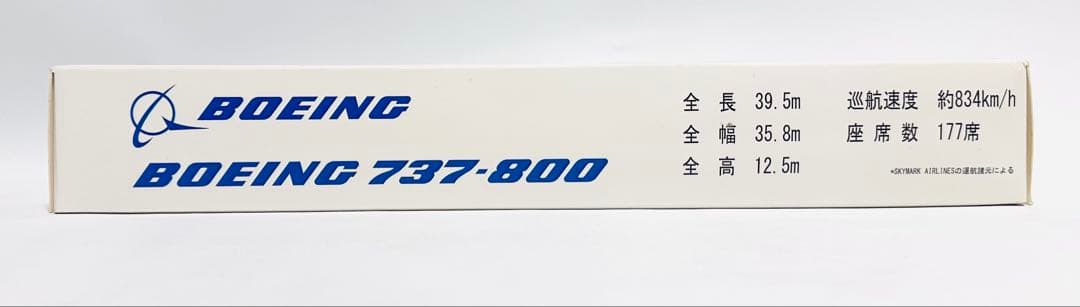 BOEING
BOEING 737-800
全長 39.5m
全幅 35.8m
全高 12.5m
巡航速度 約834km/h
座席数 177席
*SKYMARK AIRLINESの運航諸元による